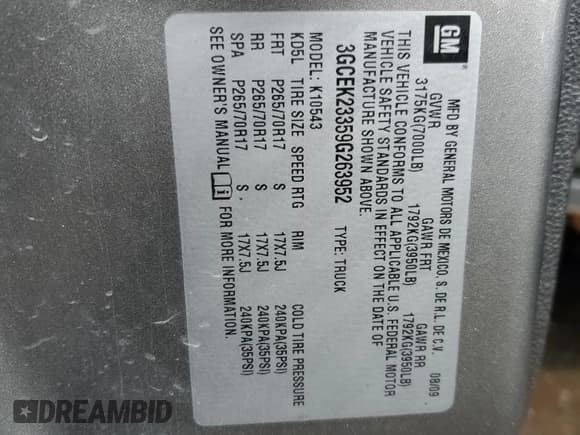 GM
MFD BY GENERAL MOTORS DE MEXICO, S. DE R.L. DE C.V. 08/09
GVWR GAWR FRT GAWR RR
3175KG(7000LB) 1792KG(3950LB) 1792KG(3950LB)
THIS VEHICLE CONFORMS TO ALL APPLICABLE U.S. FEDERAL MOTOR
VEHICLE SAFETY STANDARDS IN EFFECT ON THE DATE OF
MANUFACTURE SHOWN ABOVE.
3GCEK23359G263952 TYPE: TRUCK
MODEL: K10543
KD5L TIRE SIZE SPEED RTG RIM COLD TIRE PRESSURE
FRT P265/70R17 S 17X7.5J 240KPA(35PSI)
RR P265/70R17 S 17X7.5J 240KPA(35PSI)
SPA P265/70R17 S 17X7.5J 240KPA(35PSI)
SEE OWNER'S MANUAL FOR MORE INFORMATION.
DREAMBID